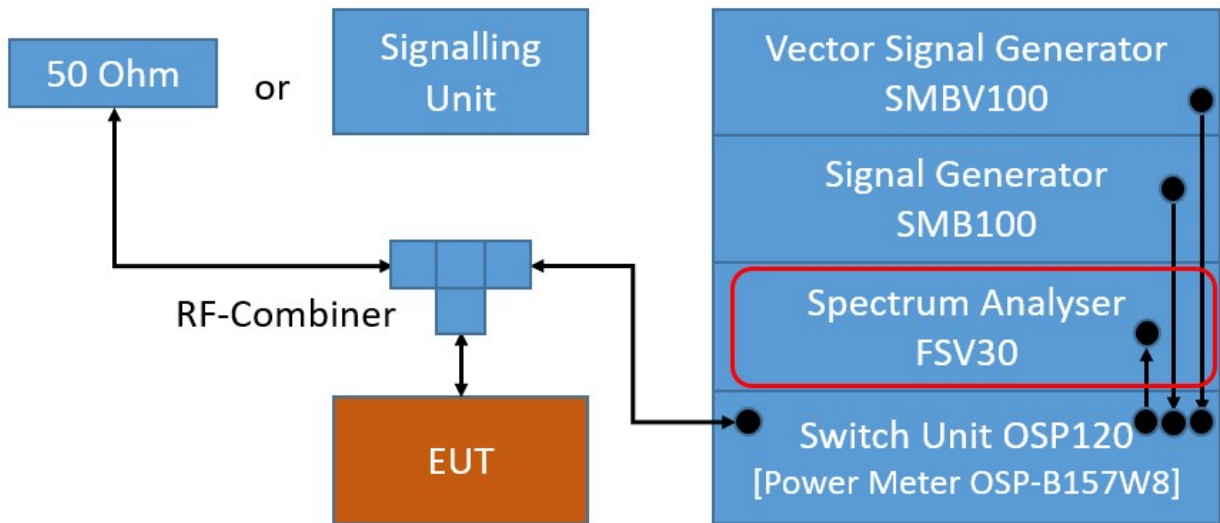 50 Ohm
or
Signalling
Unit
Vector Signal Generator
SMBV100
Signal Generator
SMB100
Spectrum Analyser
FSV30
RF-Combiner
EUT
Switch Unit OSP120
[Power Meter OSP-B157W8]